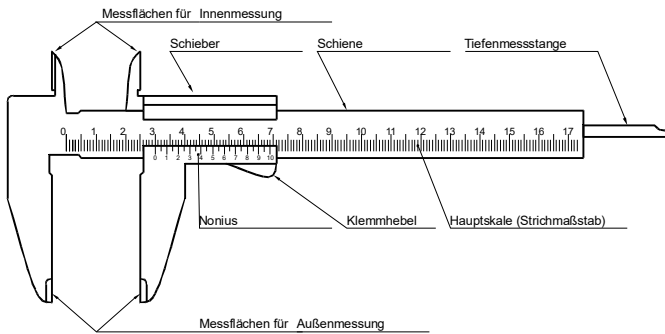 Messflächen für Innenmessung
Schieber
Schiene
Tiefenmessstange
0 1 2 3 4 5 6 7 8 9 10 11 12 13 14 15 16 17
0 1 2 3 4 5 6 7 8 9 10
Nonius
Klemmhebel
Hauptskale (Strichmaßstab)
Messflächen für Außenmessung